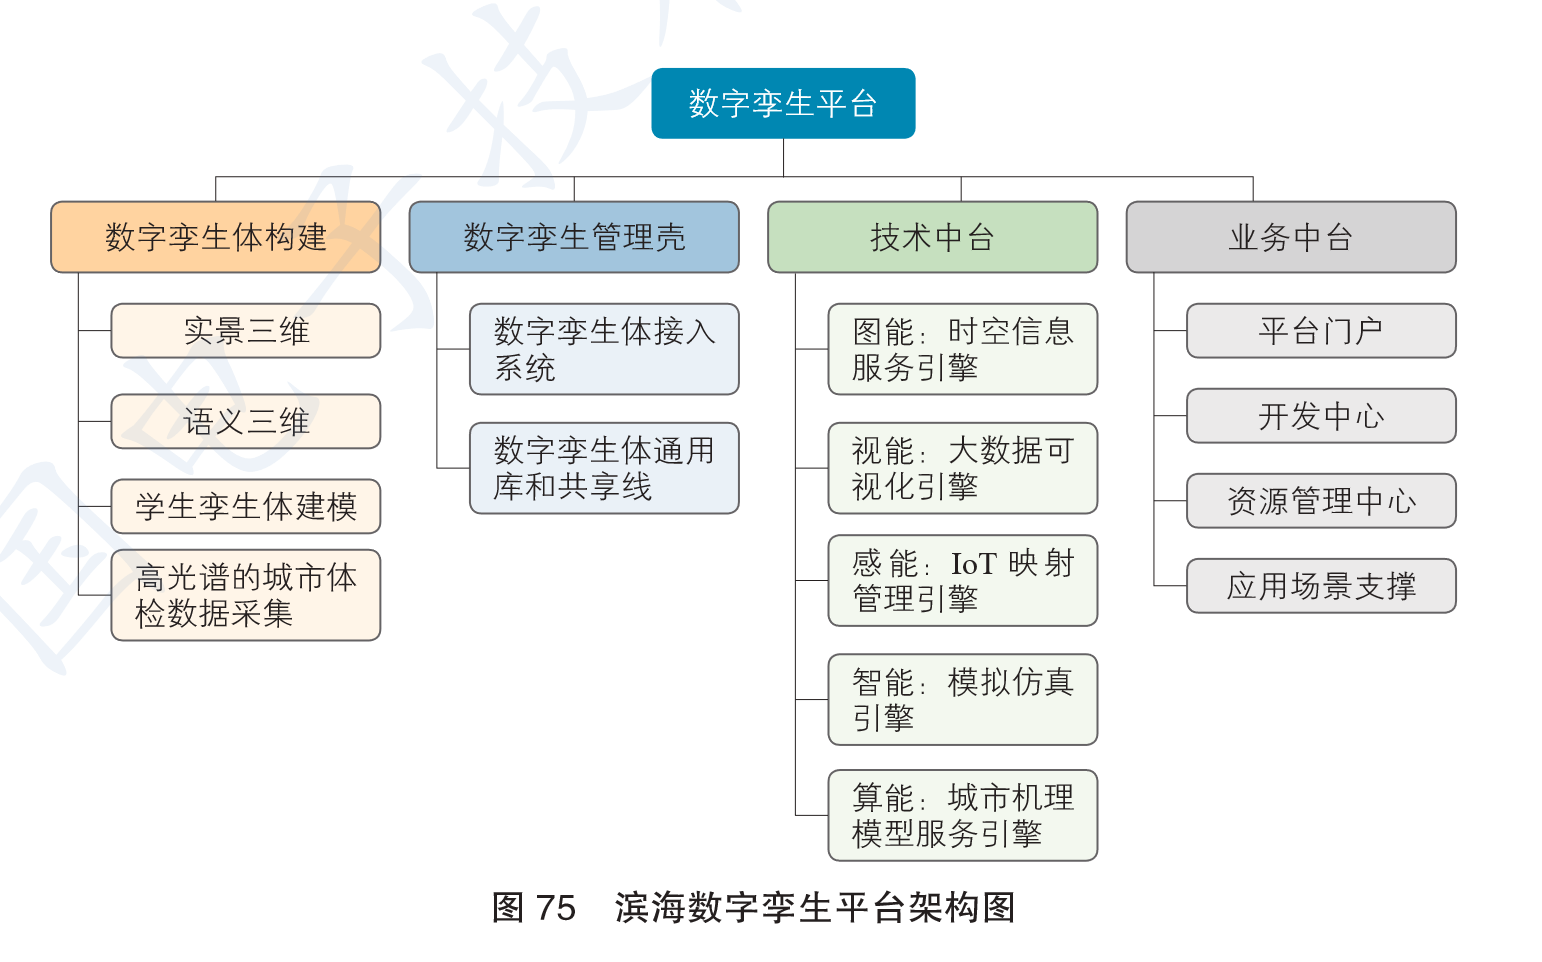 数字孪生平台
数字孪生体构建
数字孪生管理壳
技术中台
业务中台
实景三维
语义三维
学生孪生体建模
高光谱的城市体
检数据采集
数字孪生体接入
系统
数字孪生体通用
库和共享线
图能：时空信息
服务引擎
视能：大数据可
视化引擎
感能：IoT 映射
管理引擎
智能：模拟仿真
引擎
算能：城市机理
模型服务引擎
平台门户
开发中心
资源管理中心
应用场景支撑
图 75 滨海数字孪生平台架构图
国电子技